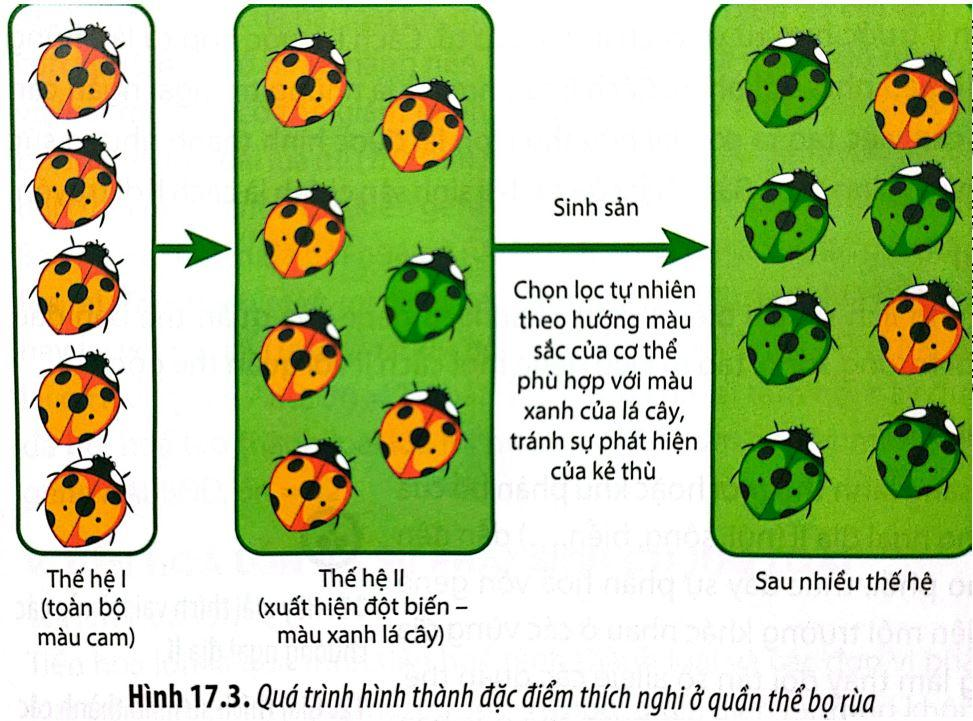 Sinh sản
Chọn lọc tự nhiên
theo hướng màu
sắc của cơ thể
phù hợp với màu
xanh của lá cây,
tránh sự phát hiện
của kẻ thù
Thế hệ I
(toàn bộ
màu cam)
Thế hệ II
(xuất hiện đột biến –
màu xanh lá cây)
Sau nhiều thế hệ
Hình 17.3. Quá trình hình thành đặc điểm thích nghi ở quần thể bọ rùa